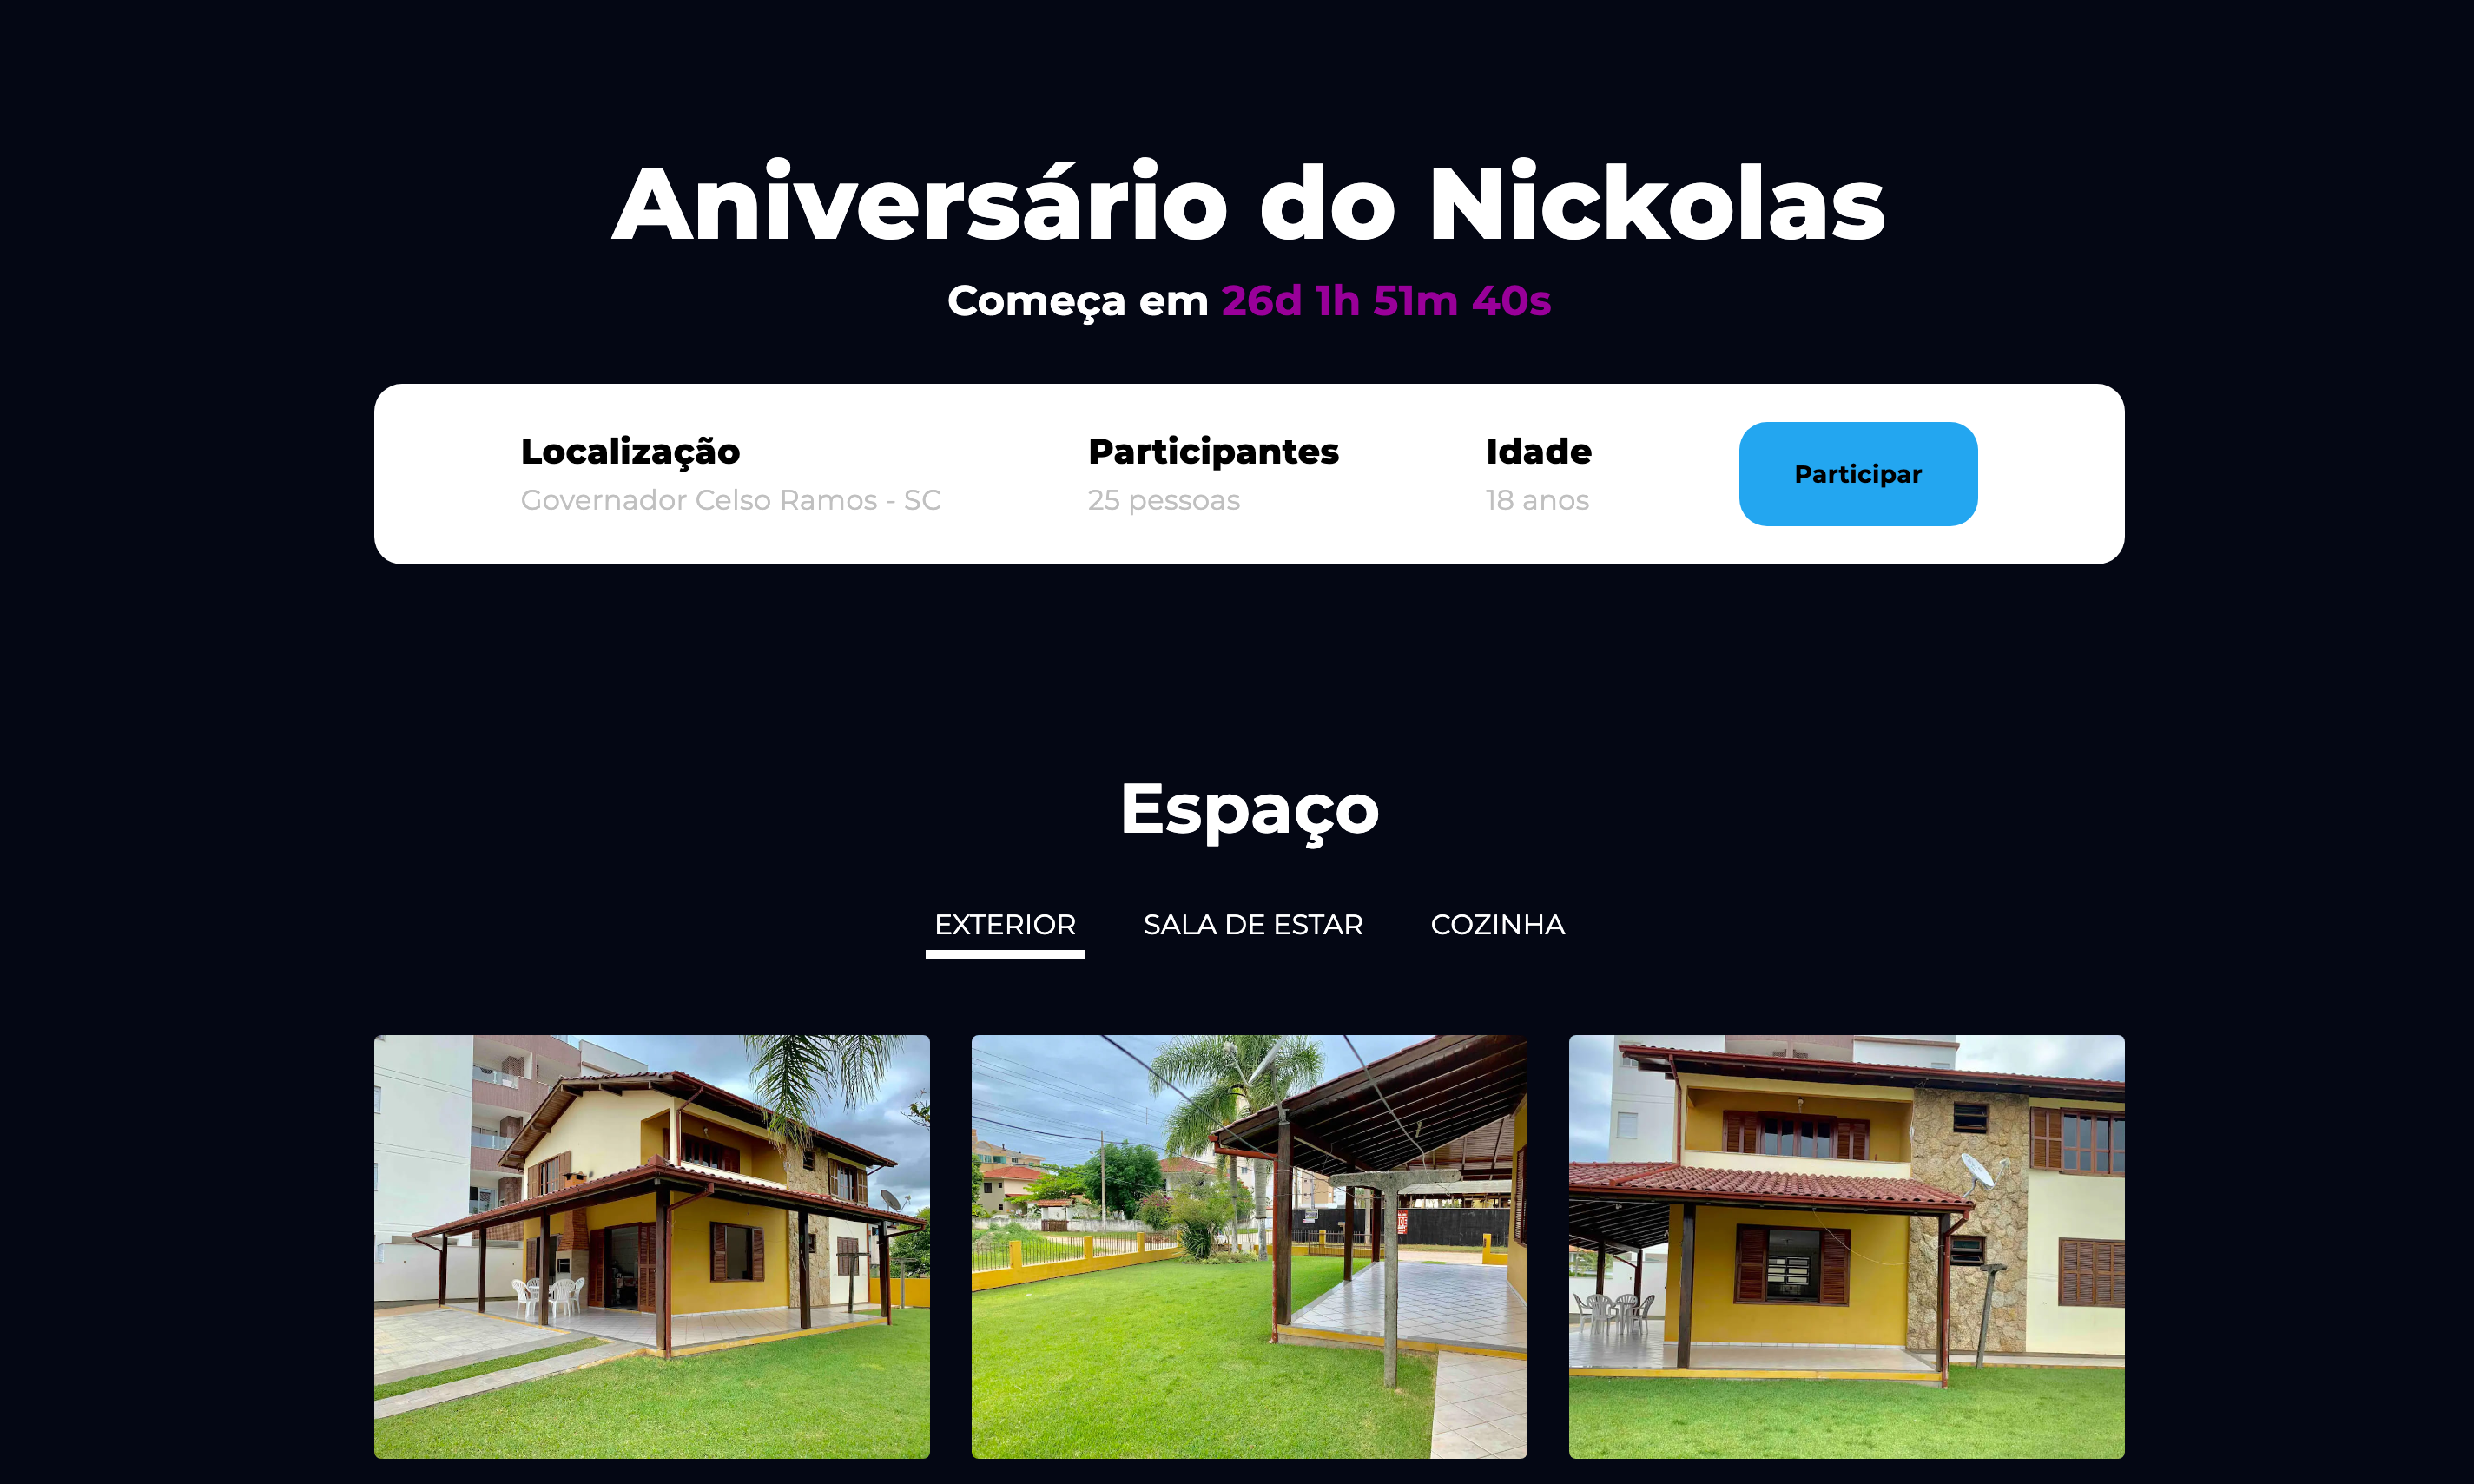 Aniversário do Nickolas
Começa em 26d 1h 51m 40s
Localização
Governador Celso Ramos - SC
Participantes
25 pessoas
Idade
18 anos
Participar
Espaço
EXTERIOR SALA DE ESTAR COZINHA